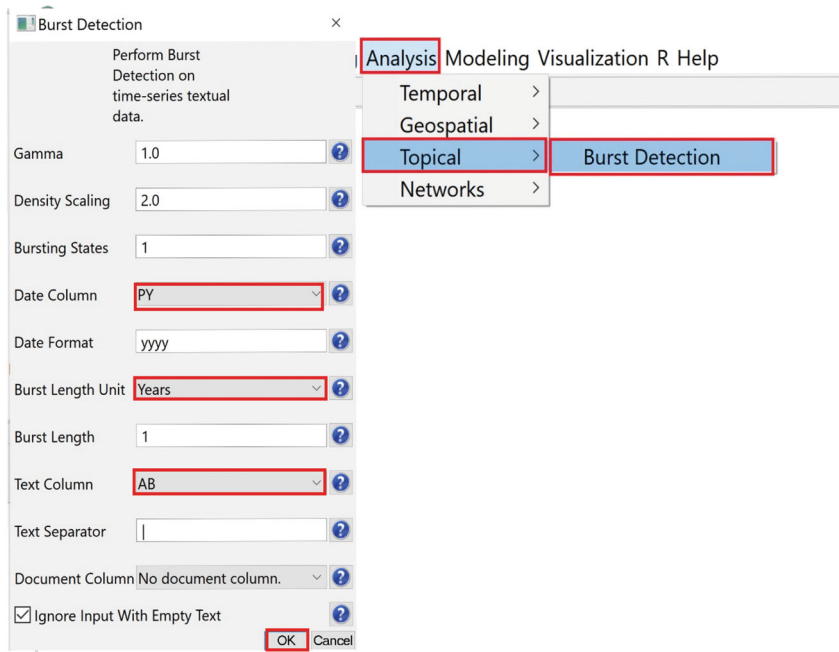 Burst Detection
×
Perform Burst
Detection on
time-series textual
data.
Gamma 1.0 ?
Density Scaling 2.0 ?
Bursting States 1 ?
Date Column PY ?
Date Format yyyy ?
Burst Length Unit Years ?
Burst Length 1 ?
Text Column AB ?
Text Separator | ?
Document Column No document column. ?
Ignore Input With Empty Text ?
OK Cancel
Analysis Modeling Visualization R Help
Temporal >
Geospatial >
Topical > Burst Detection
Networks >